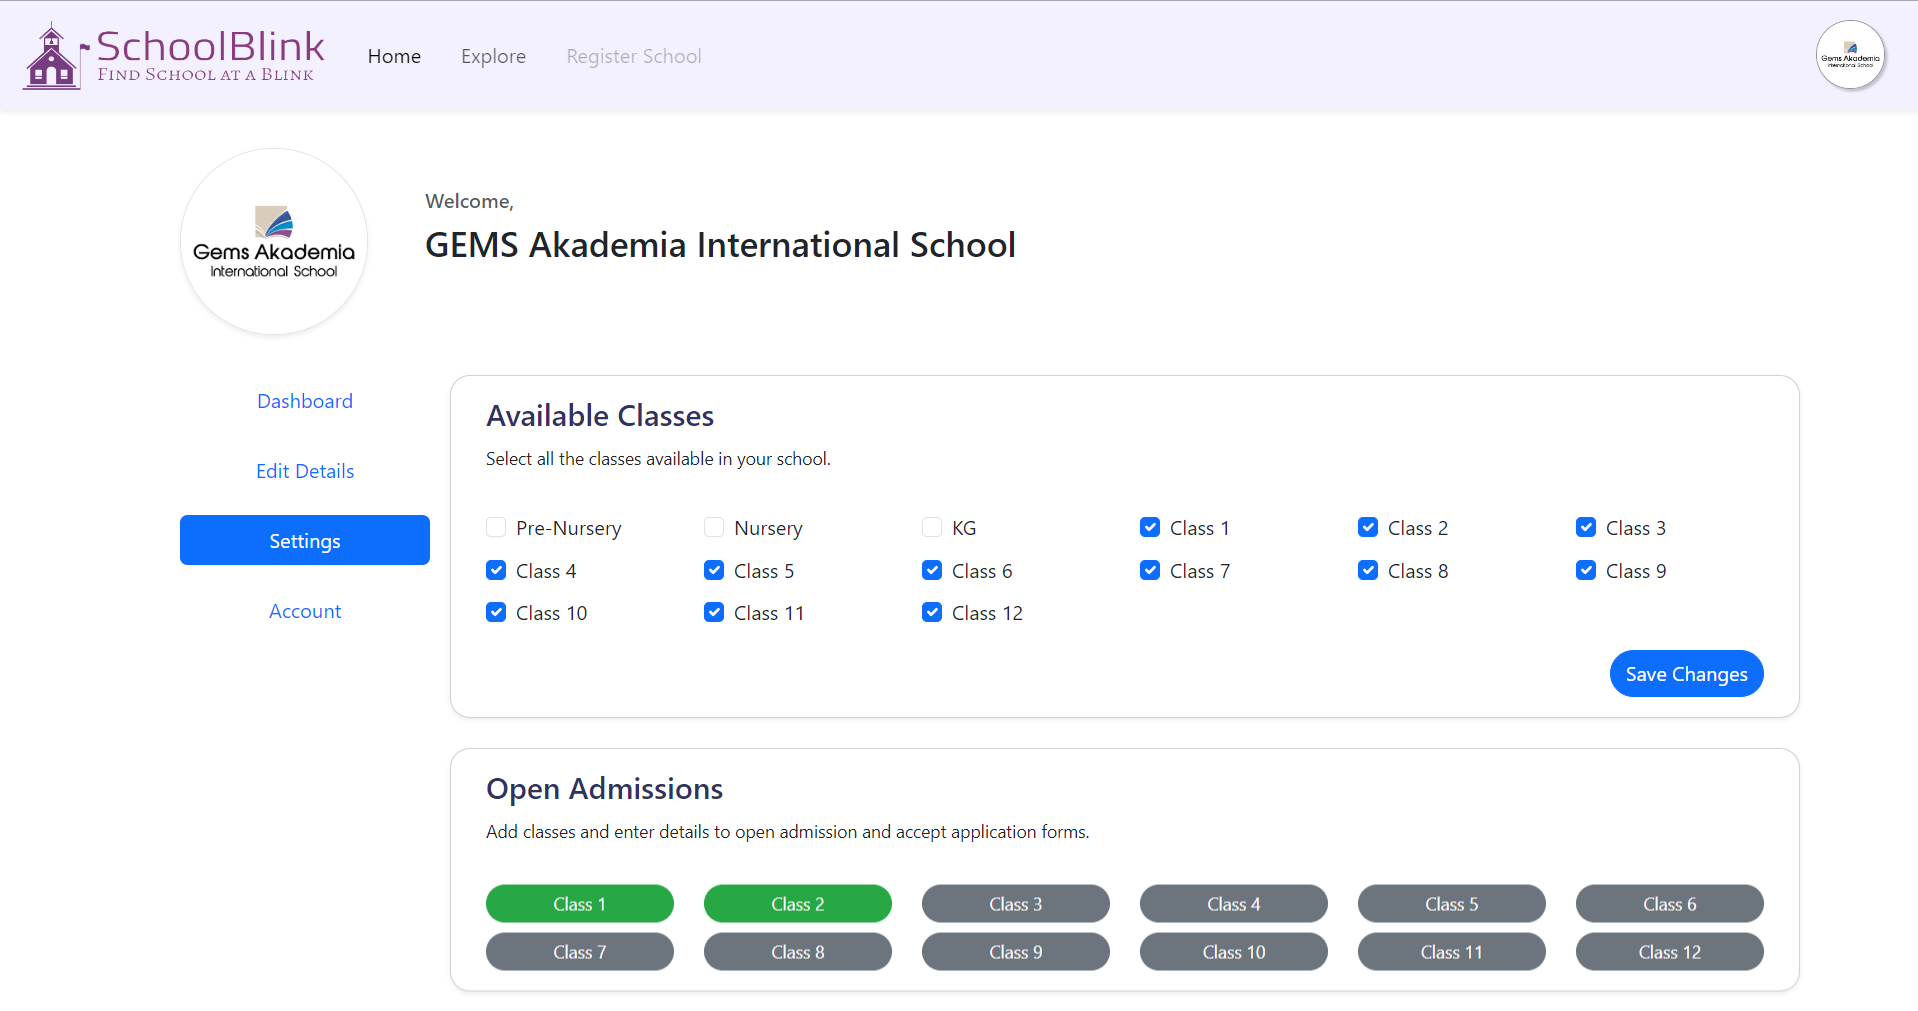 SchoolBlink
Find School at a Blink
Home Explore Register School
Gems Akademia
International School
Gems Akademia
International School
Welcome,
GEMS Akademia International School
Dashboard
Edit Details
Settings
Account
Available Classes
Select all the classes available in your school.
Pre-Nursery Nursery KG Class 1 Class 2 Class 3
Class 4 Class 5 Class 6 Class 7 Class 8 Class 9
Class 10 Class 11 Class 12
Save Changes
Open Admissions
Add classes and enter details to open admission and accept application forms.
Class 1 Class 2 Class 3 Class 4 Class 5 Class 6
Class 7 Class 8 Class 9 Class 10 Class 11 Class 12